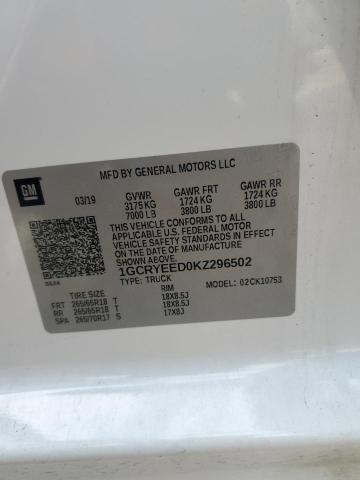 MFD BY GENERAL MOTORS LLC
GM
03/19 GVWR GAWR FRT GAWR RR
3175 KG 1724 KG 1724 KG
7000 LB 3800 LB 3800 LB
THIS VEHICLE CONFORMS TO ALL APPLICABLE
U.S. FEDERAL MOTOR VEHICLE
SAFETY STANDARDS IN EFFECT ON THE
DATE OF MANUFACTURE
SHOWN ABOVE.
1GCRYEED0KZ296502
TYPE: TRUCK MODEL: 02CK10753
TIRE SIZE RIM
FRT 265/65R18 T 18X8.5J
RR 265/65R18 T 18X8.5J
SPA 265/70R17 S 17X8J